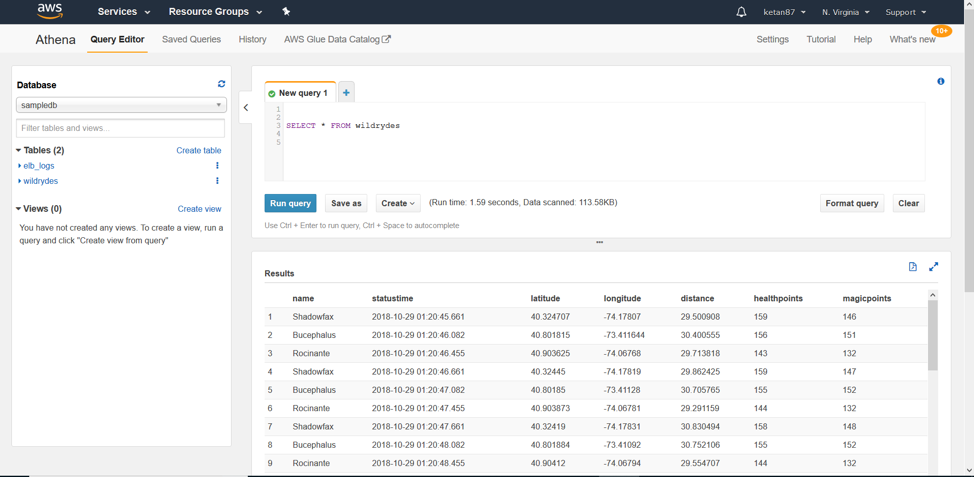 aws
Services
Resource Groups
ketan87
N. Virginia
Support
Athena
Query Editor
Saved Queries
History
AWS Glue Data Catalog
Settings
Tutorial
Help
What's new
10+
Database
sampledb
Filter tables and views...
Tables (2)
Create table
elb_logs
wildrydes
Views (0)
Create view
You have not created any views. To create a view, run a
query and click "Create view from query"
New query 1
+
1
2
3 SELECT * FROM wildrydes
4
5
Run query
Save as
Create
(Run time: 1.59 seconds, Data scanned: 113.58KB)
Format query
Clear
Use Ctrl + Enter to run query, Ctrl + Space to autocomplete
Results
name statustime latitude longitude distance healthpoints magicpoints
1 Shadowfax 2018-10-29 01:20:45.661 40.324707 -74.17807 29.500908 159 146
2 Bucephalus 2018-10-29 01:20:46.082 40.801815 -73.411644 30.400555 156 151
3 Rocinante 2018-10-29 01:20:46.455 40.903625 -74.06768 29.713818 143 132
4 Shadowfax 2018-10-29 01:20:46.661 40.32445 -74.17819 29.862425 159 147
5 Bucephalus 2018-10-29 01:20:47.082 40.80185 -73.41128 30.705765 155 152
6 Rocinante 2018-10-29 01:20:47.455 40.903873 -74.06781 29.291159 144 132
7 Shadowfax 2018-10-29 01:20:47.661 40.32419 -74.17831 30.830494 158 148
8 Bucephalus 2018-10-29 01:20:48.082 40.801884 -73.41092 30.752106 155 152
9 Rocinante 2018-10-29 01:20:48.455 40.90412 -74.06794 29.554707 144 132